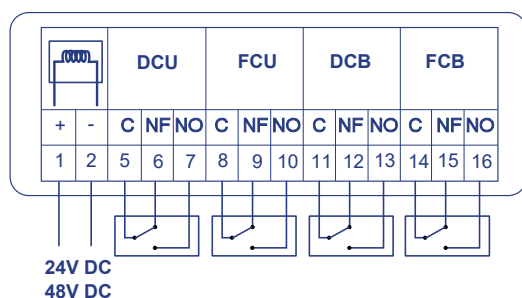 DCU FCU DCB FCB
+ - C NF NO C NF NO C NF NO C NF NO
1 2 5 6 7 8 9 10 11 12 13 14 15 16
24V DC
48V DC